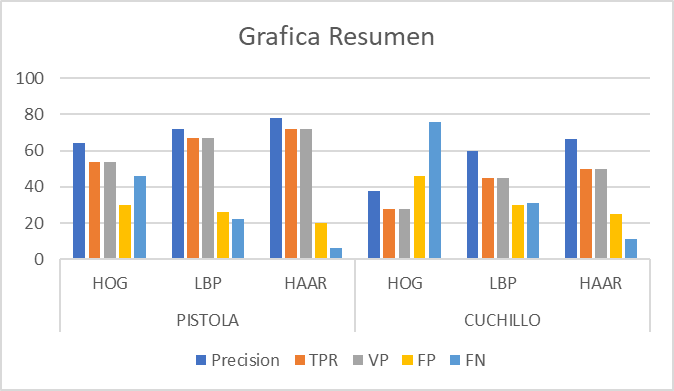 Grafica Resumen
100
80
60
40
20
0
HOG LBP HAAR HOG LBP HAAR
PISTOLA CUCHILLO
Precision TPR VP FP FN